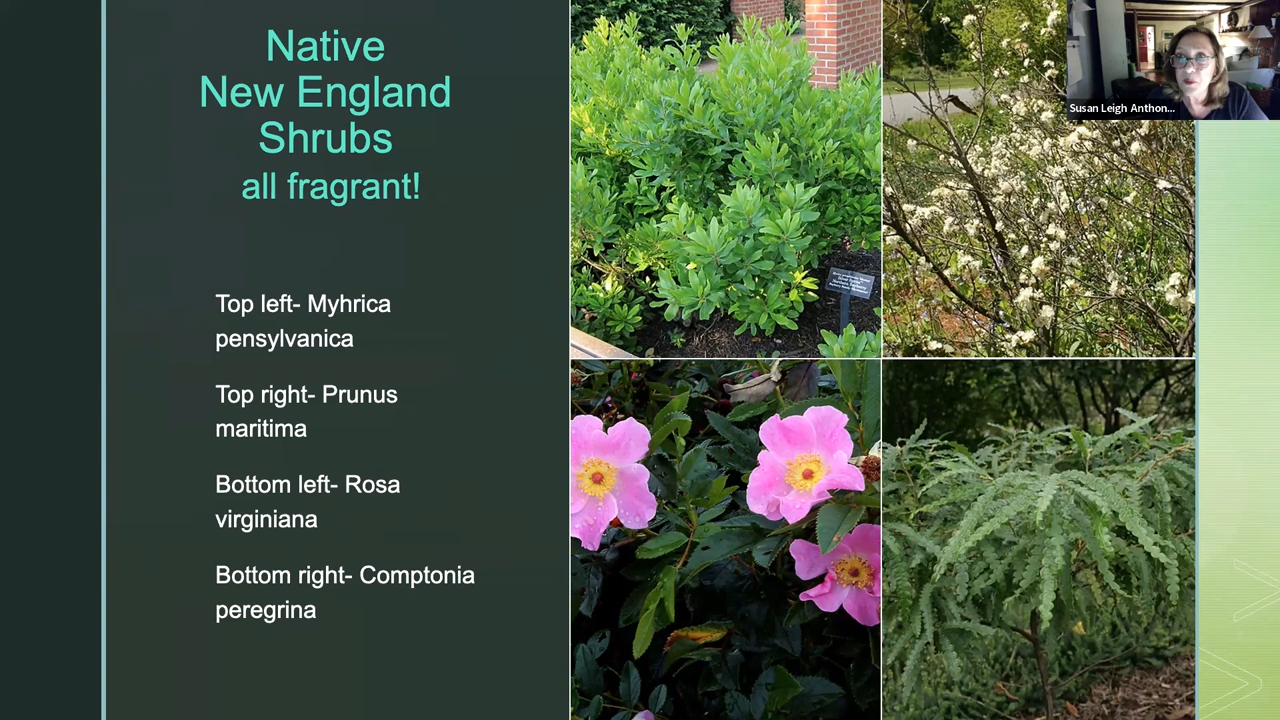 Native
New England
Shrubs
all fragrant!
Top left- Myhrica
pensylvanica
Top right- Prunus
maritima
Bottom left- Rosa
virginiana
Bottom right- Comptonia
peregrina
Susan Leigh Anthon...